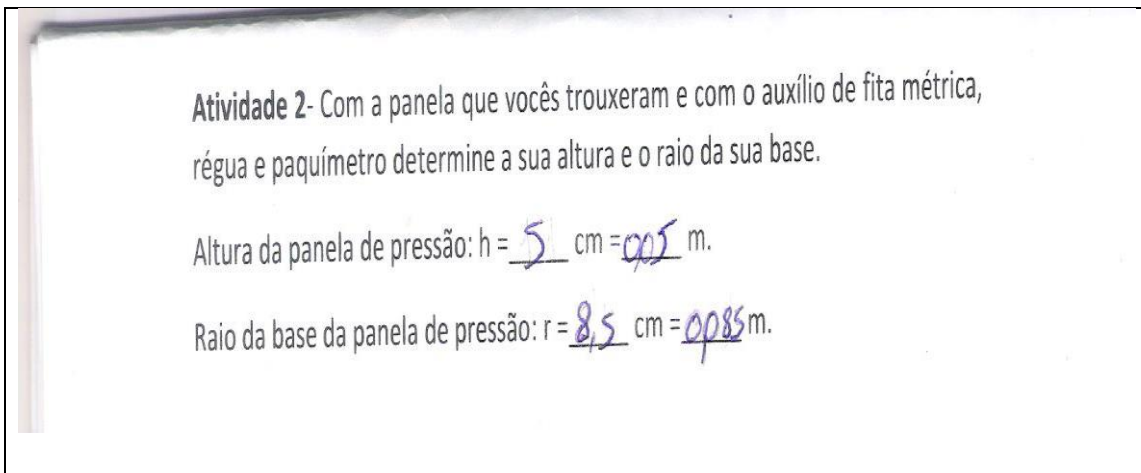 Atividade 2- Com a panela que vocês trouxeram e com o auxílio de fita métrica,
régua e paquímetro determine a sua altura e o raio da sua base.
Altura da panela de pressão: h = 5 cm = 0,05 m.
Raio da base da panela de pressão: r = 8,5 cm = 0,085 m.